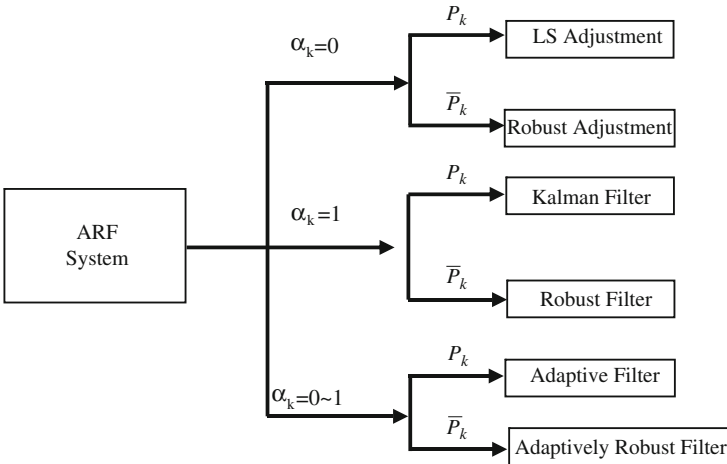 P_k
LS Adjustment
α_k=0
P̅_k
Robust Adjustment
P_k
Kalman Filter
α_k=1
ARF
System
P̅_k
Robust Filter
P_k
Adaptive Filter
α_k=0~1
P̅_k
Adaptively Robust Filter